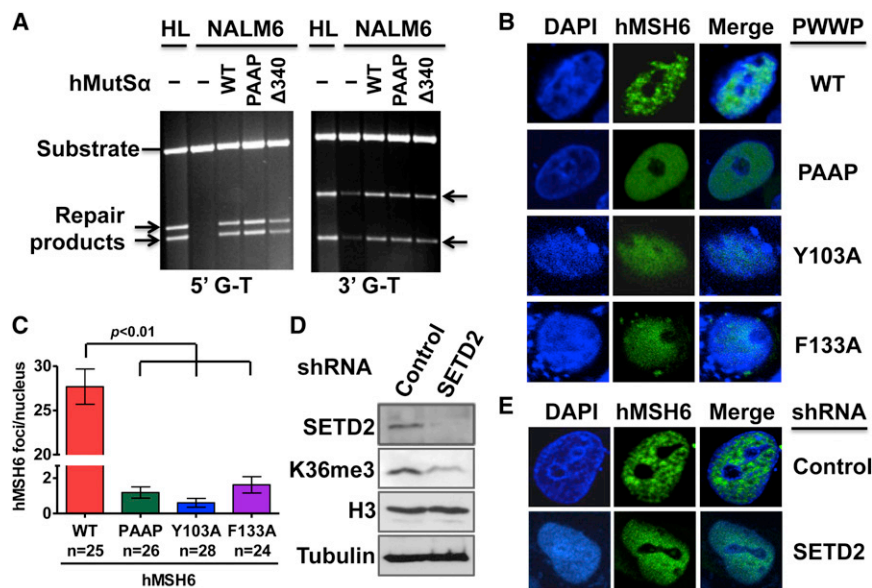 A
HL NALM6 HL NALM6
hMutSα – – WT PAAP Δ340 – – WT PAAP Δ340
Substrate
Repair
products
5' G-T 3' G-T
B
DAPI hMSH6 Merge PWWP
WT
PAAP
Y103A
F133A
C
p<0.01
hMSH6 foci/nucleus
30
25
20
2
0
WT PAAP Y103A F133A
n=25 n=26 n=28 n=24
hMSH6
D
shRNA Control SETD2
SETD2
K36me3
H3
Tubulin
E
DAPI hMSH6 Merge shRNA
Control
SETD2